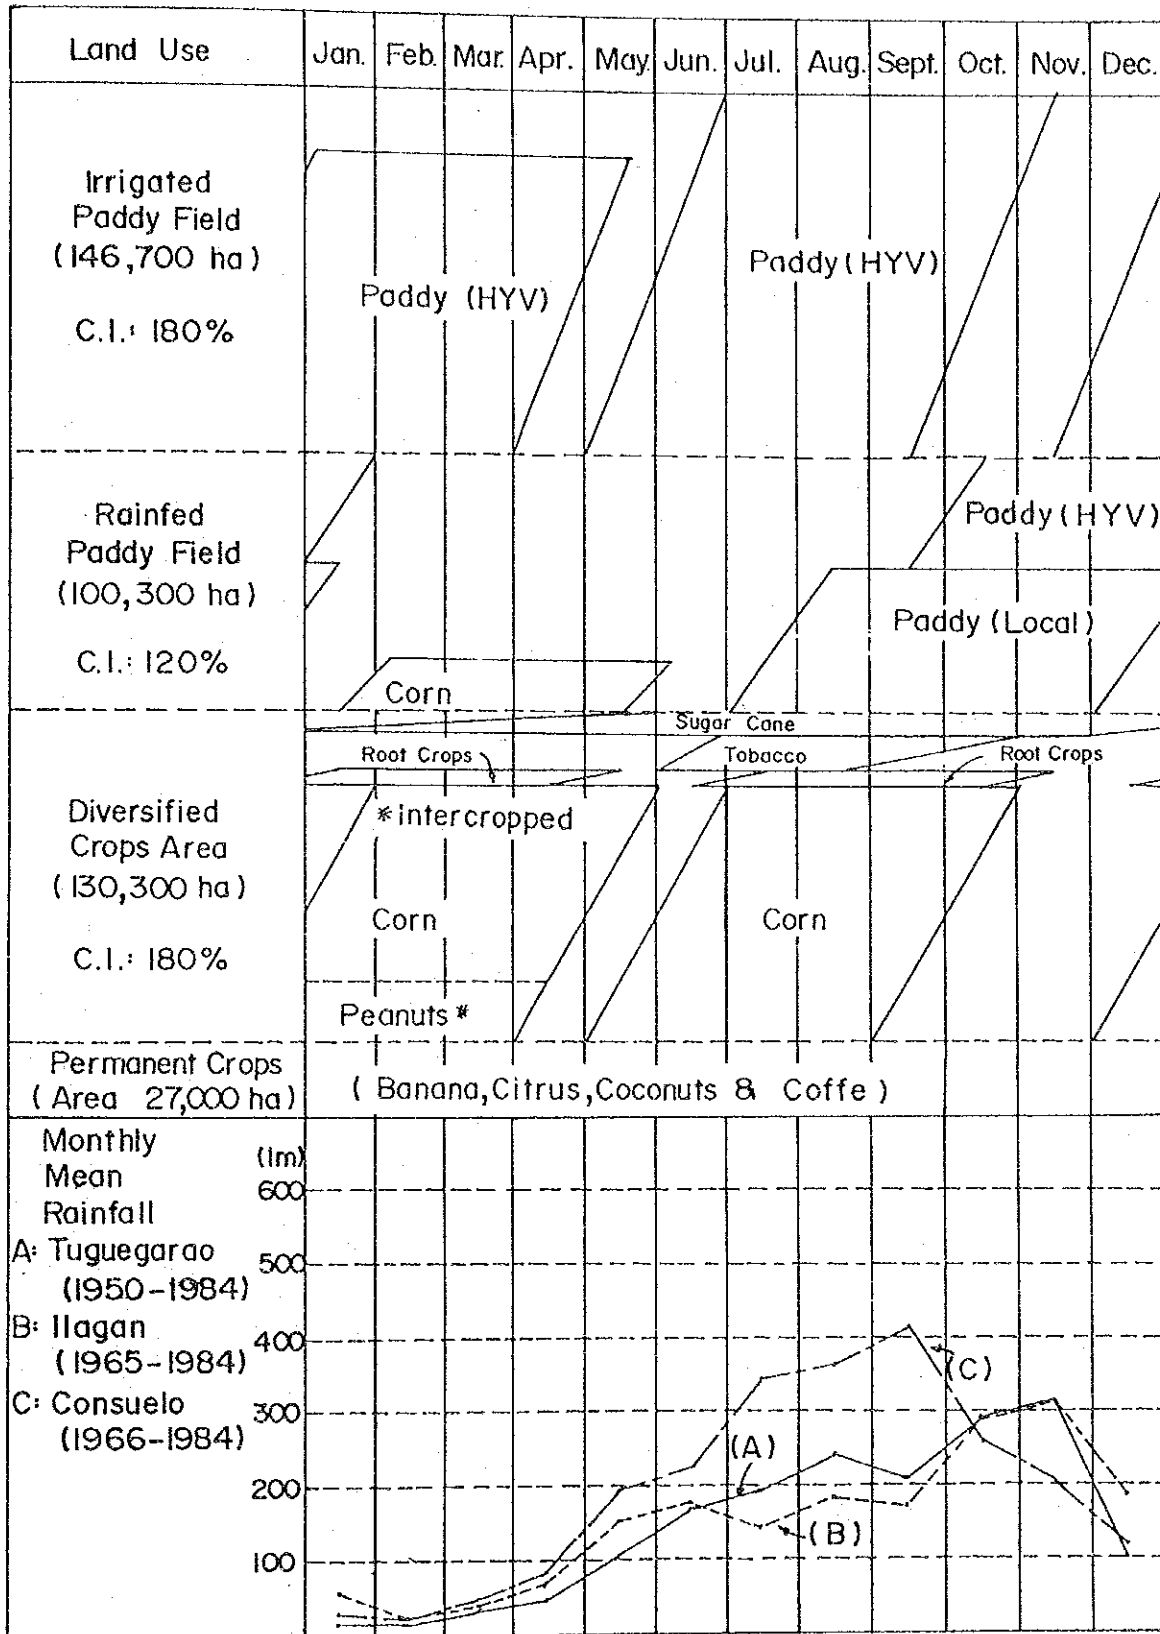 Land Use
Jan. Feb. Mar. Apr. May. Jun. Jul. Aug. Sept. Oct. Nov. Dec.
Irrigated
Paddy Field
(146,700 ha)
C.I.: 180%
Paddy (HYV)
Paddy (HYV)
Rainfed
Paddy Field
(100,300 ha)
C.I.: 120%
Paddy (HYV)
Paddy (Local)
Corn
Sugar Cane
Root Crops
Tobacco
Root Crops
Diversified
Crops Area
(130,300 ha)
C.I.: 180%
*intercropped
Corn
Corn
Peanuts *
Permanent Crops
( Area 27,000 ha)
( Banana, Citrus, Coconuts & Coffe )
Monthly
Mean
Rainfall
A: Tuguegarao
(1950-1984)
B: Ilagan
(1965-1984)
C: Consuelo
(1966-1984)
(lm)
600
500
400
300
200
100
(C)
(A)
(B)